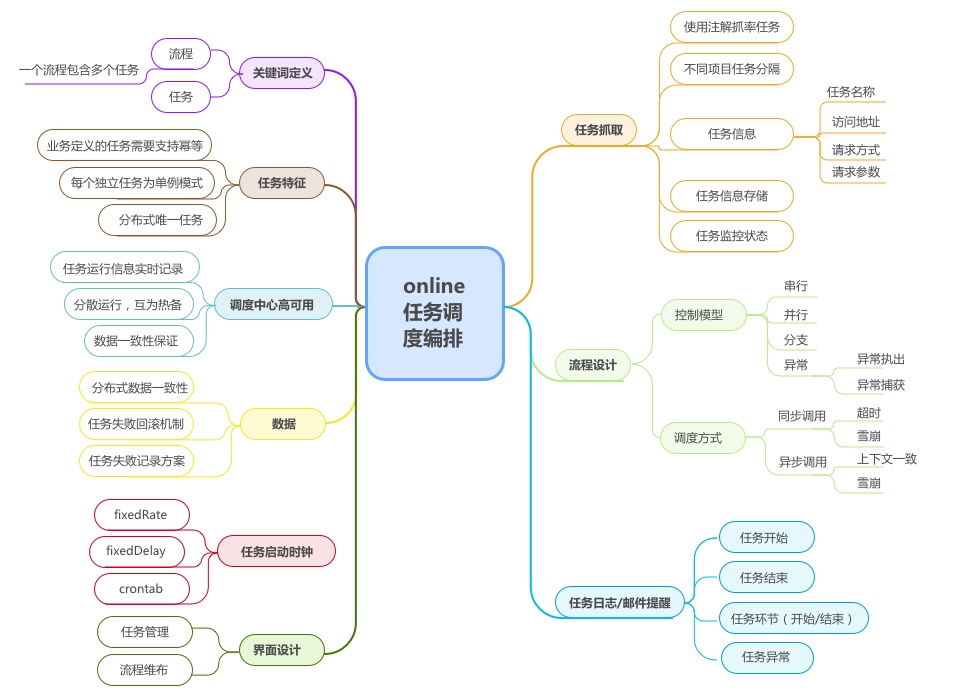 online
任务调
度编排
关键词定义
流程
一个流程包含多个任务
任务
任务特征
业务定义的任务需要支持幂等
每个独立任务为单例模式
分布式唯一任务
调度中心高可用
任务运行信息实时记录
分散运行，互为热备
数据一致性保证
数据
分布式数据一致性
任务失败回滚机制
任务失败记录方案
任务启动时钟
fixedRate
fixedDelay
crontab
界面设计
任务管理
流程维布
任务抓取
使用注解抓率任务
不同项目任务分隔
任务信息
任务名称
访问地址
请求方式
请求参数
任务信息存储
任务监控状态
流程设计
控制模型
串行
并行
分支
异常
异常执出
异常捕获
调度方式
同步调用
超时
雪崩
异步调用
上下文一致
雪崩
任务日志/邮件提醒
任务开始
任务结束
任务环节（开始/结束）
任务异常